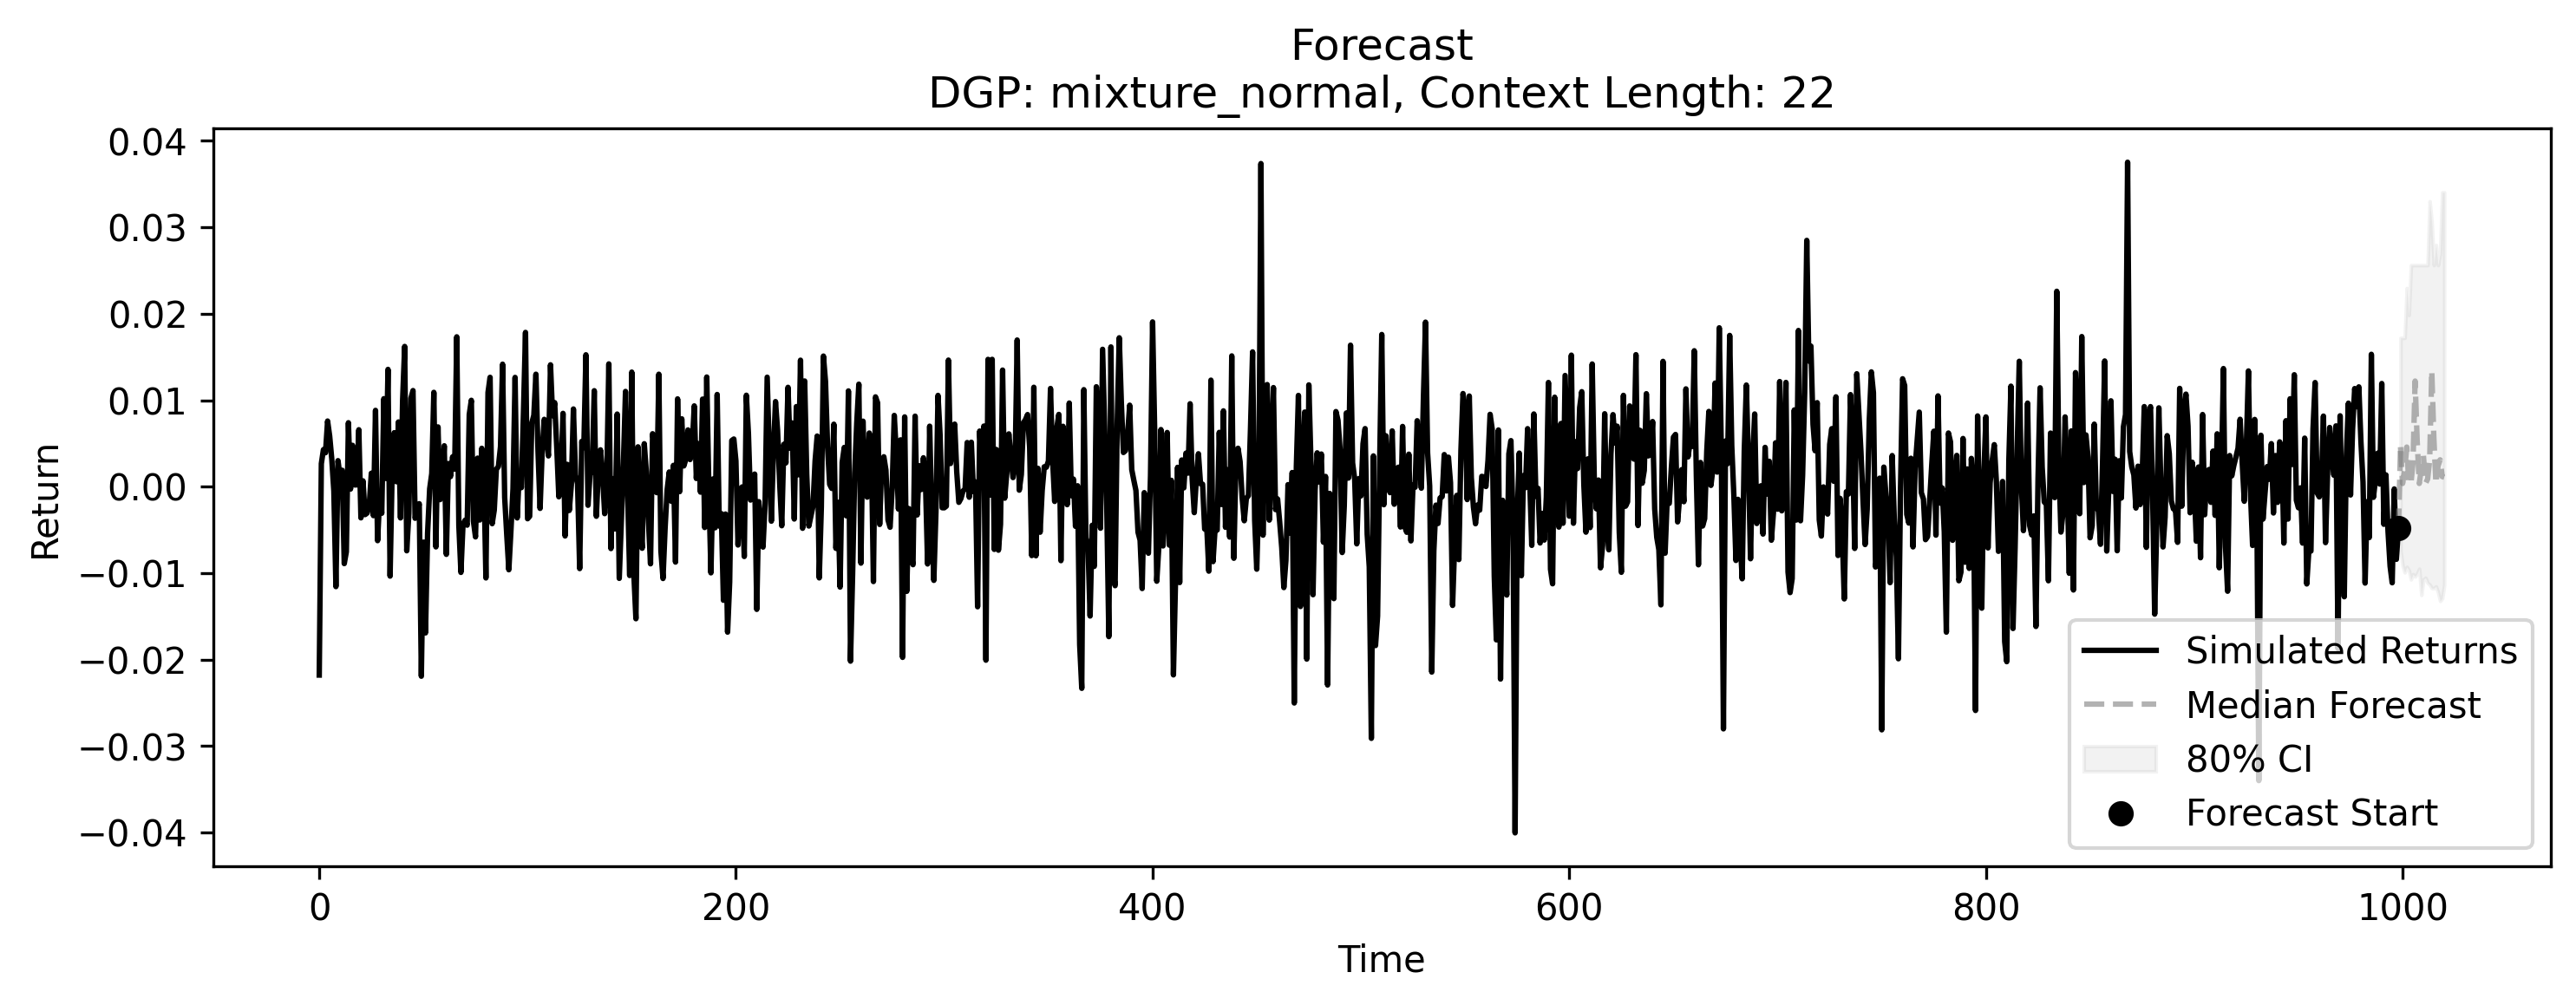 Forecast
DGP: mixture_normal, Context Length: 22
0.04
0.03
0.02
0.01
0.00
−0.01
−0.02
−0.03
−0.04
Return
0
200
400
600
800
1000
Time
Simulated Returns
Median Forecast
80% CI
Forecast Start